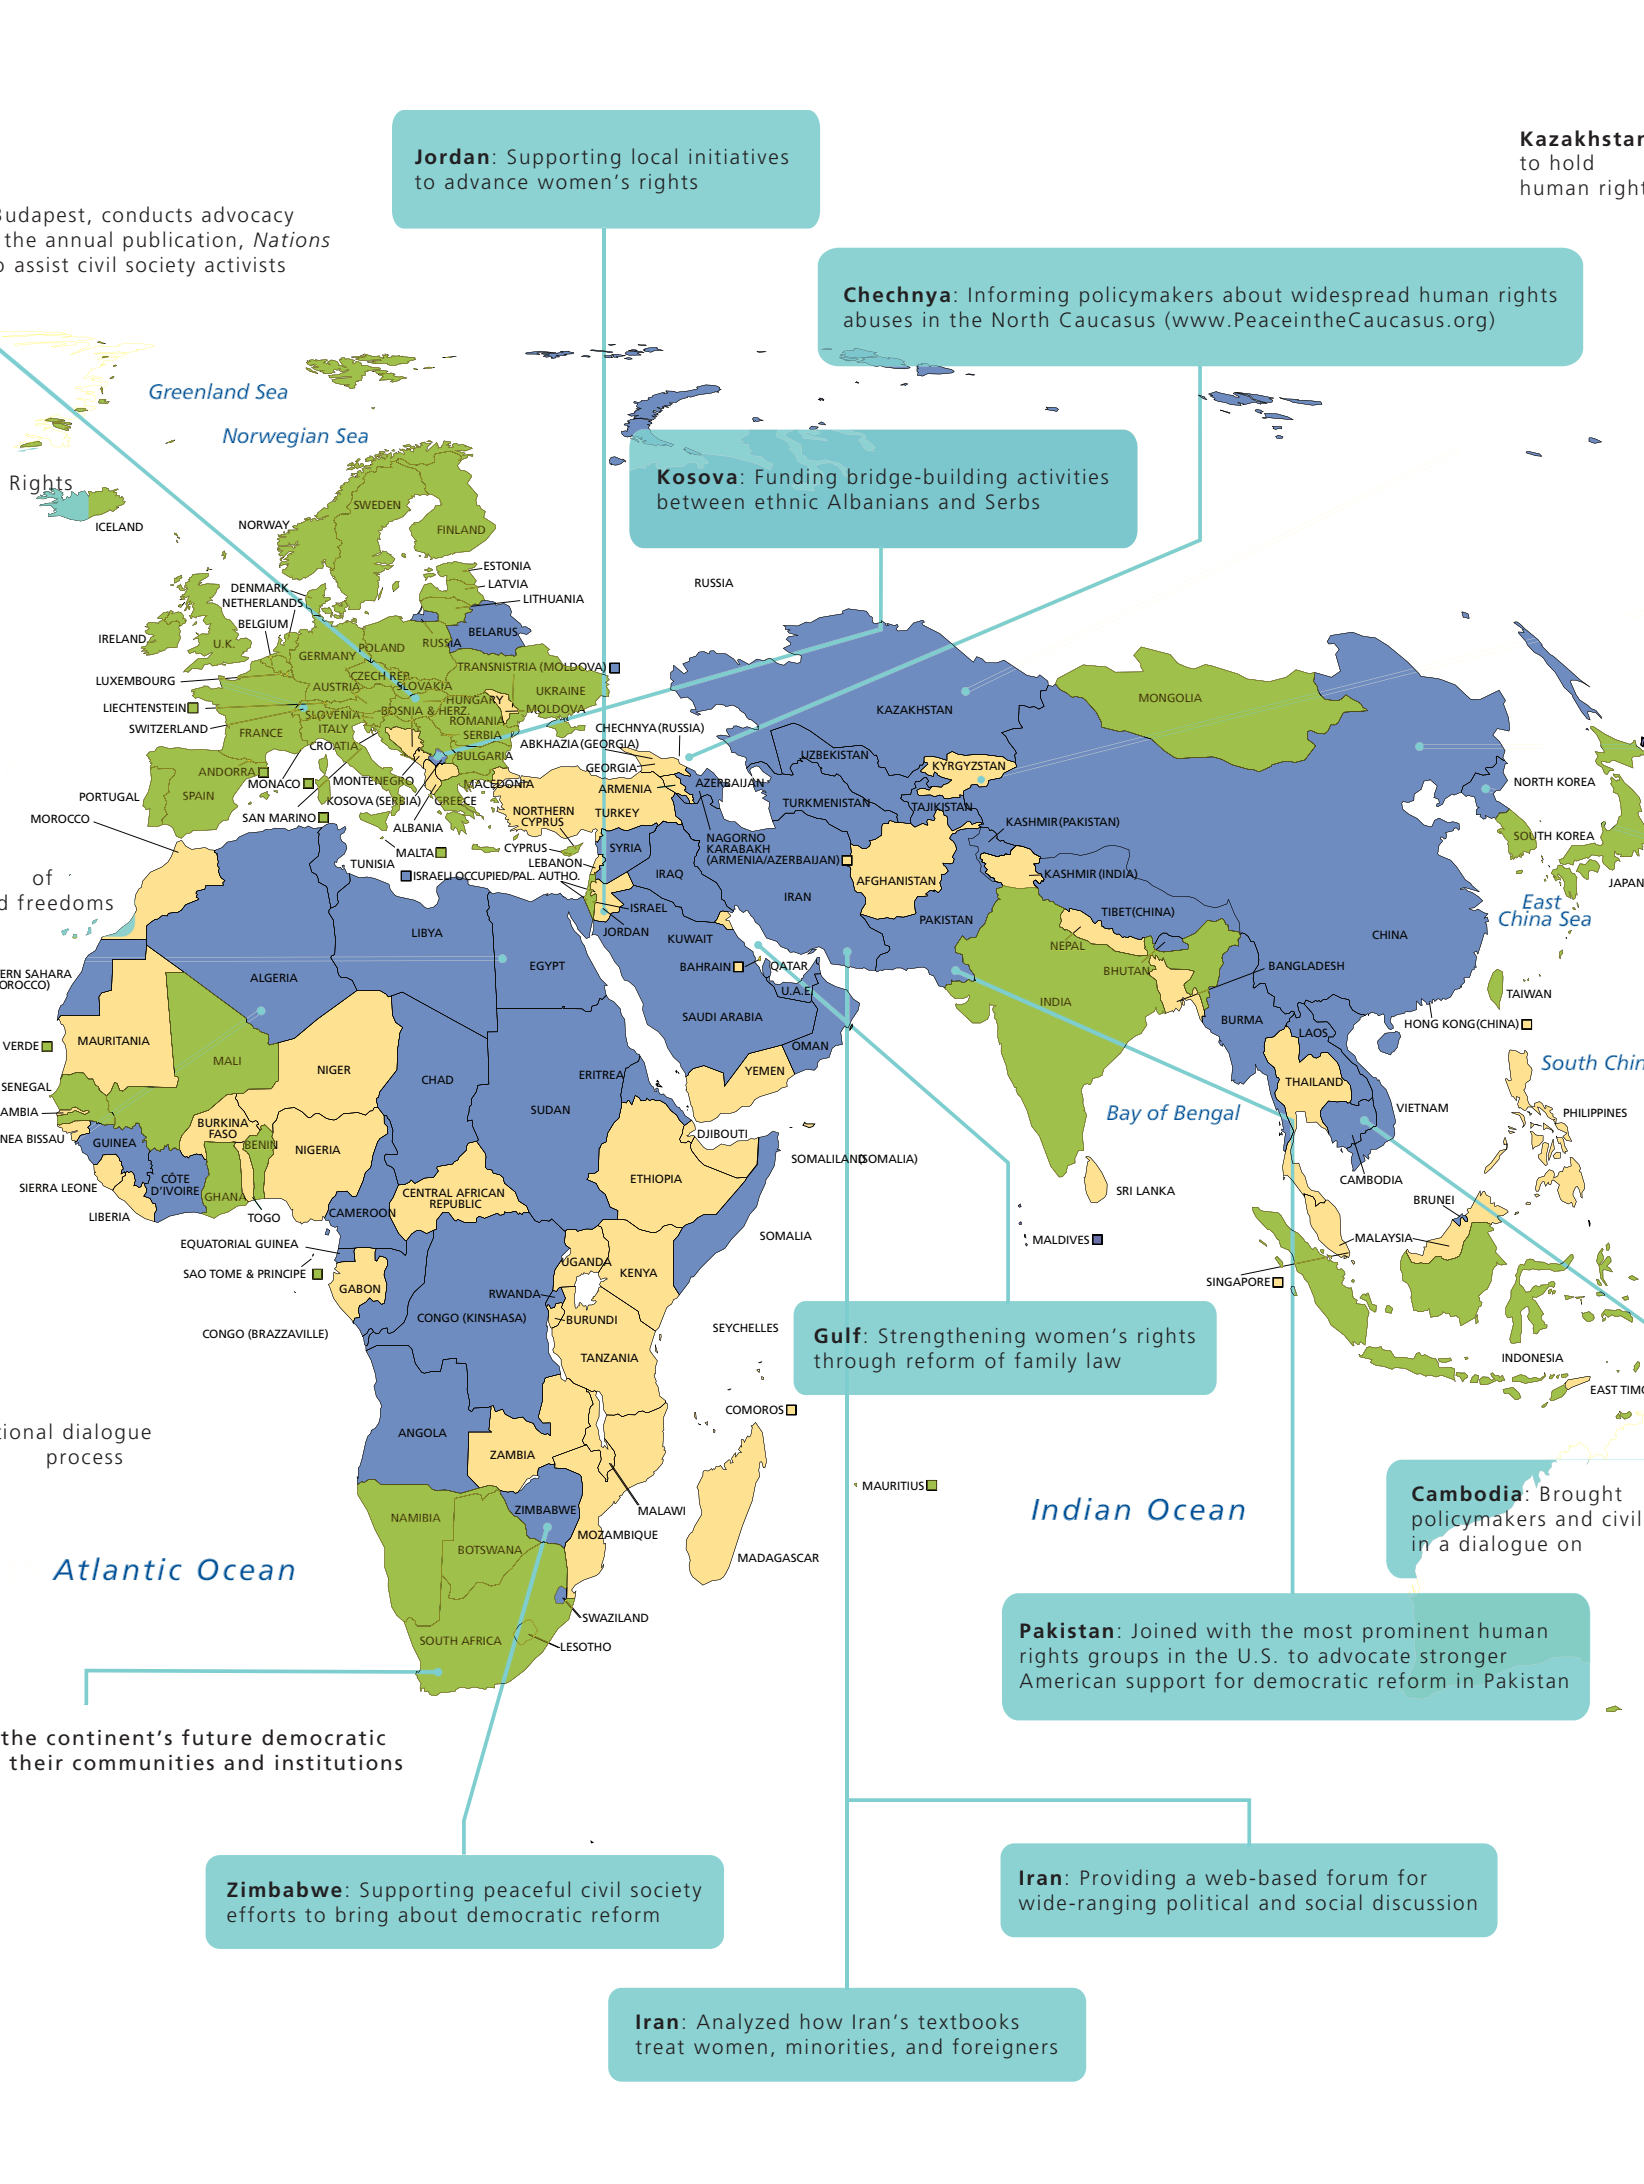 Jordan: Supporting local initiatives
to advance women's rights
Kazakhstan
to hold
human right
Budapest, conducts advocacy
the annual publication, Nations
o assist civil society activists
Chechnya: Informing policymakers about widespread human rights
abuses in the North Caucasus (www.PeaceintheCaucasus.org)
Greenland Sea
Norwegian Sea
Kosova: Funding bridge-building activities
between ethnic Albanians and Serbs
Rights
ICELAND
SWEDEN
NORWAY
FINLAND
ESTONIA
LATVIA
LITHUANIA
RUSSIA
DENMARK
NETHERLANDS
BELGIUM
IRELAND
U.K.
BELARUS
RUSSIA
POLAND
GERMANY
TRANSNISTRIA (MOLDOVA)
LUXEMBOURG
CZECH REP.
SLOVAKIA
AUSTRIA
UKRAINE
LIECHTENSTEIN
HUNGARY
MOLDOVA
SLOVENIA
BOSNIA & HERZ.
ROMANIA
SWITZERLAND
FRANCE
ITALY
SERBIA
CROATIA
BULGARIA
CHECHNYA (RUSSIA)
ABKHAZIA (GEORGIA)
GEORGIA
KAZAKHSTAN
MONGOLIA
UZBEKISTAN
KYRGYZSTAN
ANDORRA
MONACO
MONTENEGRO
MACEDONIA
ARMENIA
AZERBAIJAN
PORTUGAL
SPAIN
KOSOVA (SERBIA)
GREECE
TURKMENISTAN
TAJIKISTAN
NORTH KOREA
MOROCCO
SAN MARINO
ALBANIA
NORTHERN
CYPRUS
TURKEY
KASHMIR (PAKISTAN)
SOUTH KOREA
MALTA
CYPRUS
LEBANON
SYRIA
NAGORNO
KARABAKH
(ARMENIA/AZERBAIJAN)
TUNISIA
ISRAELI OCCUPIED/PAL. AUTHO.
IRAQ
AFGHANISTAN
KASHMIR (INDIA)
JAPAN
of
d freedoms
ISRAEL
IRAN
PAKISTAN
TIBET(CHINA)
East
China Sea
LIBYA
JORDAN
KUWAIT
NEPAL
CHINA
ERN SAHARA
OROCCO)
ALGERIA
EGYPT
BAHRAIN
QATAR
BHUTAN
BANGLADESH
U.A.E.
INDIA
TAIWAN
MAURITANIA
SAUDI ARABIA
BURMA
LAOS
HONG KONG(CHINA)
VERDE
MALI
NIGER
CHAD
ERITREA
OMAN
YEMEN
THAILAND
South Chin
SENEGAL
AMBIA
SUDAN
Bay of Bengal
VIETNAM
PHILIPPINES
NEA BISSAU
GUINEA
BURKINA
FASO
BENIN
NIGERIA
DJIBOUTI
SOMALILAND(SOMALIA)
SIERRA LEONE
CÔTE
D'IVOIRE
GHANA
CENTRAL AFRICAN
REPUBLIC
ETHIOPIA
SRI LANKA
CAMBODIA
LIBERIA
TOGO
CAMEROON
SOMALIA
BRUNEI
EQUATORIAL GUINEA
MALDIVES
MALAYSIA
SAO TOME & PRINCIPE
GABON
UGANDA
KENYA
SINGAPORE
RWANDA
CONGO (BRAZZAVILLE)
CONGO (KINSHASA)
BURUNDI
SEYCHELLES
TANZANIA
Gulf: Strengthening women's rights
through reform of family law
INDONESIA
EAST TIMO
COMOROS
tional dialogue
process
ANGOLA
ZAMBIA
MAURITIUS
NAMIBIA
ZIMBABWE
MALAWI
MOZAMBIQUE
Indian Ocean
Cambodia: Brought
policymakers and civil
in a dialogue on
BOTSWANA
MADAGASCAR
Atlantic Ocean
SWAZILAND
SOUTH AFRICA
LESOTHO
Pakistan: Joined with the most prominent human
rights groups in the U.S. to advocate stronger
American support for democratic reform in Pakistan
the continent's future democratic
their communities and institutions
Zimbabwe: Supporting peaceful civil society
efforts to bring about democratic reform
Iran: Providing a web-based forum for
wide-ranging political and social discussion
Iran: Analyzed how Iran's textbooks
treat women, minorities, and foreigners